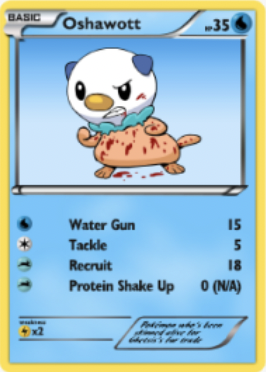 BASIC Oshawott HP35
Water Gun 15
Tackle 5
Recruit 18
Protein Shake Up 0 (N/A)
weakness
x2
Pokémon who's been
skinned alive for
Ghetsis's fur trade